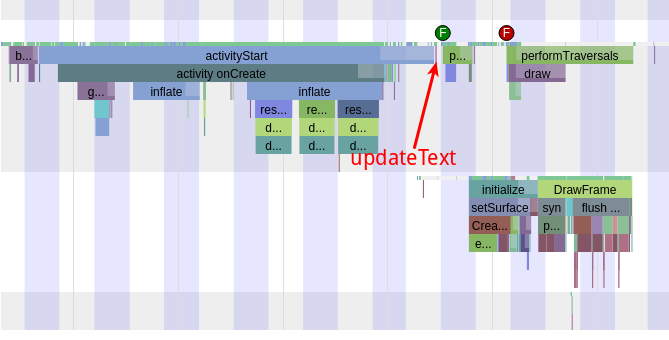 F F
b... activityStart p... performTraversals
activity onCreate draw
g... inflate inflate
res... re... res...
d... d... d...
d... d... d...
updateText
initialize DrawFrame
setSurface syn flush ...
Crea... p...
e...